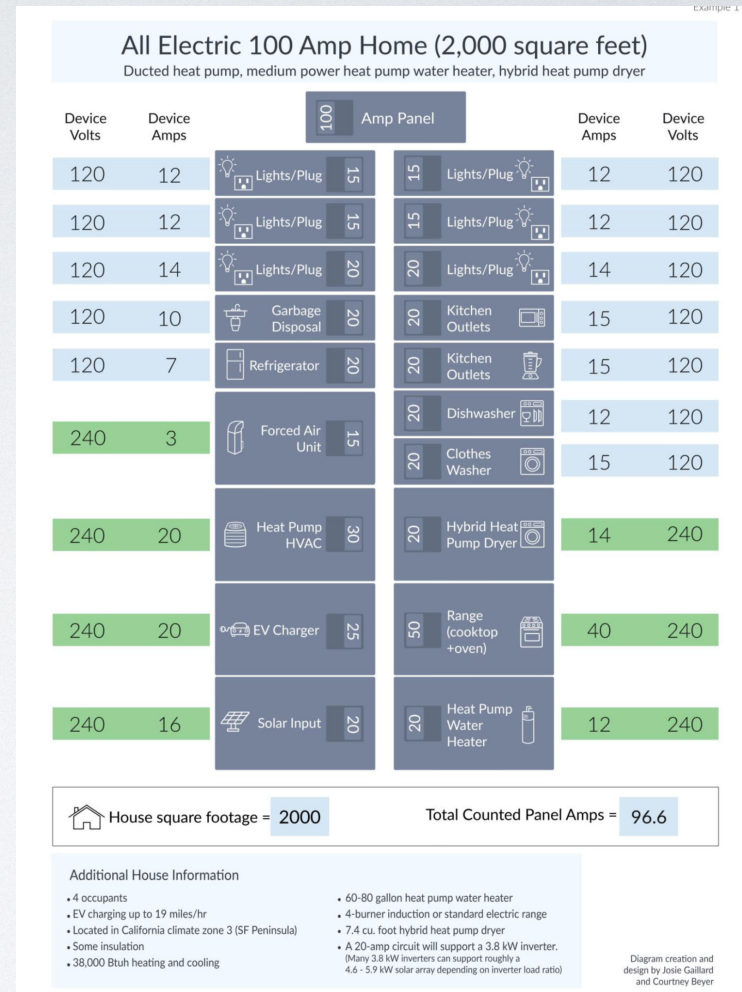 Example 1
All Electric 100 Amp Home (2,000 square feet)
Ducted heat pump, medium power heat pump water heater, hybrid heat pump dryer
Device Volts
Device Amps
100 Amp Panel
Device Amps
Device Volts
120 12 Lights/Plug 15
15 Lights/Plug 12 120
120 12 Lights/Plug 15
15 Lights/Plug 12 120
120 14 Lights/Plug 20
20 Lights/Plug 14 120
120 10 Garbage Disposal 20
20 Kitchen Outlets 15 120
120 7 Refrigerator 20
20 Kitchen Outlets 15 120
240 3 Forced Air Unit 15
20 Dishwasher 12 120
20 Clothes Washer 15 120
240 20 Heat Pump HVAC 30
20 Hybrid Heat Pump Dryer 14 240
240 20 EV Charger 25
50 Range (cooktop +oven) 40 240
240 16 Solar Input 20
20 Heat Pump Water Heater 12 240
House square footage = 2000
Total Counted Panel Amps = 96.6
Additional House Information
• 4 occupants
• EV charging up to 19 miles/hr
• Located in California climate zone 3 (SF Peninsula)
• Some insulation
• 38,000 Btuh heating and cooling
• 60-80 gallon heat pump water heater
• 4-burner induction or standard electric range
• 7.4 cu. foot hybrid heat pump dryer
• A 20-amp circuit will support a 3.8 kW inverter.
(Many 3.8 kW inverters can support roughly a
4.6 - 5.9 kW solar array depending on inverter load ratio)
Diagram creation and
design by Josie Gaillard
and Courtney Beyer